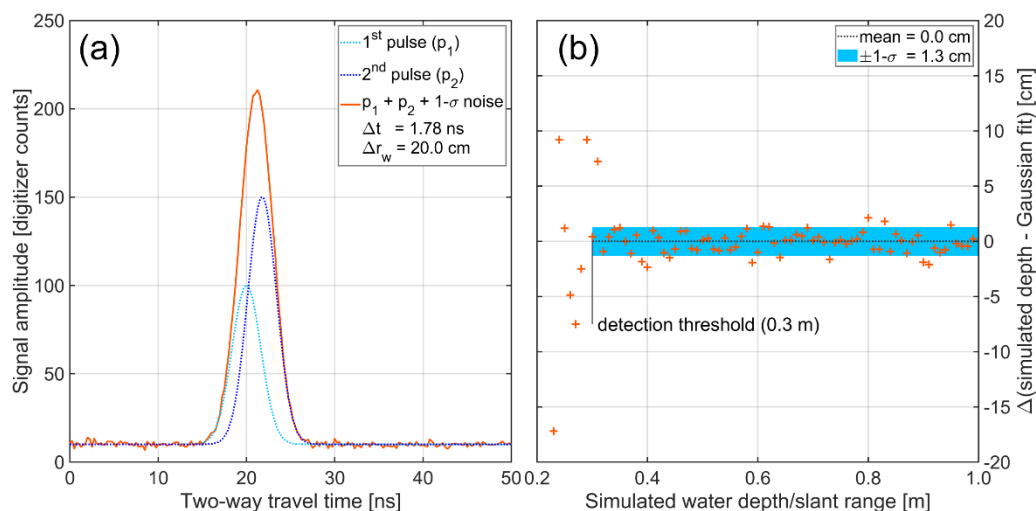 (a)
1st pulse (p1)
2nd pulse (p2)
p1 + p2 + 1-σ noise
Δt = 1.78 ns
Δrw = 20.0 cm
250
200
150
100
50
0
Signal amplitude [digitizer counts]
0 10 20 30 40 50
Two-way travel time [ns]
(b)
mean = 0.0 cm
±1-σ = 1.3 cm
detection threshold (0.3 m)
20
15
10
5
0
-5
-10
-15
-20
Δ(simulated depth - Gaussian fit) [cm]
0.2 0.4 0.6 0.8 1.0
Simulated water depth/slant range [m]